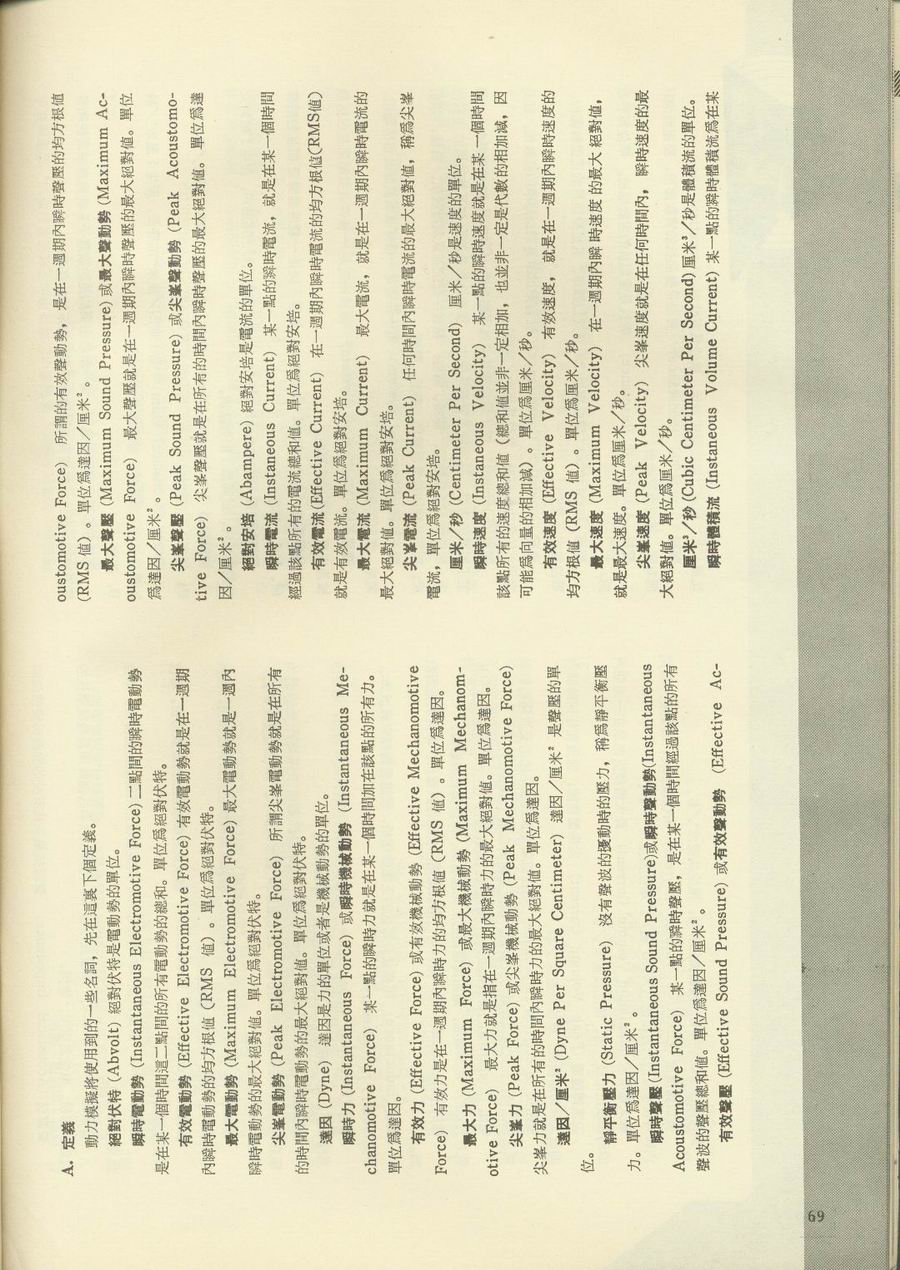 A. 定義
動力模擬將使用到的一些名詞，先在這裏下個定義。
絕對伏特 (Abvolt) 絕對伏特是電動勢的單位。
瞬時電動勢 (Instantaneous Electromotive Force) 二點間的瞬時電動勢
是在某一個時間這二點間的所有電動勢的總和。單位爲絕對伏特。
有效電動勢 (Effective Electromotive Force) 有效電動勢就是在一週期
內瞬時電動勢的均方根値 (RMS 值) 。單位爲絕對伏特。
最大電動勢 (Maximum Electromotive Force) 最大電動勢就是一週內
瞬時電動勢的最大絕對值。單位爲絕對伏特。
尖峯電動勢 (Peak Electromotive Force) 所謂尖峯電動勢就是在所有
的時間內瞬時電動勢的最大絕對值。單位爲絕對伏特。
達因 (Dyne) 達因是力的單位或者是機械動勢的單位。
瞬時力 (Instantaneous Force) 或瞬時機械動勢 (Instantaneous Me-
chanomotive Force) 某一點的瞬時力就是在某一個時間加在該點的所有力。
單位爲達因。
有效力 (Effective Force) 或有效機械動勢 (Effective Mechanomotive
Force) 有效力是在一週期內瞬時力的均方根值 (RMS 值) 。單位爲達因。
最大力 (Maximum Force) 或最大機械動勢 (Maximum Mechanom-
otive Force) 最大力就是指在一週期內瞬時力的最大絕對值。單位爲達因。
尖峯力 (Peak Force) 或尖峯機械動勢 (Peak Mechanomotive Force)
尖峯力就是在所有的時間內瞬時力的最大絕對值。單位爲達因。
達因／厘米² (Dyne Per Square Centimeter) 達因／厘米² 是聲壓的單
位。
靜平衡壓力 (Static Pressure) 沒有聲波的擾動時的壓力，稱爲靜平衡壓
力。單位爲達因／厘米² 。
瞬時聲壓 (Instantaneous Sound Pressure)或瞬時聲動勢(Instantaneous
Acoustomotive Force) 某一點的瞬時聲壓，是在某一個時間經過該點的所有
聲波的聲壓總和值。單位爲達因／厘米² 。
有效聲壓 (Effective Sound Pressure) 或有效聲動勢 (Effective Ac-
oustomotive Force) 所謂的有效聲動勢，是在一週期內瞬時聲壓的均方根值
(RMS 值) 。單位爲達因／厘米² 。
最大聲壓 (Maximum Sound Pressure) 或最大聲動勢 (Maximum Ac-
oustomotive Force) 最大聲壓就是在一週期內瞬時聲壓的最大絕對值。單位
爲達因／厘米² 。
尖峯聲壓 (Peak Sound Pressure) 或尖峯聲動勢 (Peak Acoustomo-
tive Force) 尖峯聲壓就是在所有的時間內瞬時聲壓的最大絕對值。單位爲達
因／厘米² 。
絕對安培 (Abampere) 絕對安培是電流的單位。
瞬時電流 (Instaneous Current) 某一點的瞬時電流，就是在某一個時間
經過該點所有的電流總和值。單位爲絕對安培。
有效電流 (Effective Current) 在一週期內瞬時電流的均方根值(RMS值)
就是有效電流。單位爲絕對安培。
最大電流 (Maximum Current) 最大電流，就是在一週期內瞬時電流的
最大絕對值。單位爲絕對安培。
尖峯電流 (Peak Current) 任何時間內瞬時電流的最大絕對值，稱爲尖峯
電流，單位爲絕對安培。
厘米／秒 (Centimeter Per Second) 厘米／秒是速度的單位。
瞬時速度 (Instaneous Velocity) 某一點的瞬時速度就是在某一個時間
該點所有的速度總和值（總和值並非一定相加，也並非一定是代數的相加減，因
可能爲向量的相加減）。單位爲厘米／秒。
有效速度 (Effective Velocity) 有效速度，就是在一週期內瞬時速度的
均方根值 (RMS 值) 。單位爲厘米／秒。
最大速度 (Maximum Velocity) 在一週期內瞬 時速度 的最大 絕對值，
就是最大速度。單位爲厘米／秒。
尖峯速度 (Peak Velocity) 尖峯速度就是在任何時間內，瞬時速度的最
大絕對值。單位爲厘米／秒。
厘米³／秒 (Cubic Centimeter Per Second) 厘米³／秒是體積流的單位。
瞬時體積流 (Instaneous Volume Current) 某一點的瞬時體積流爲在某
69